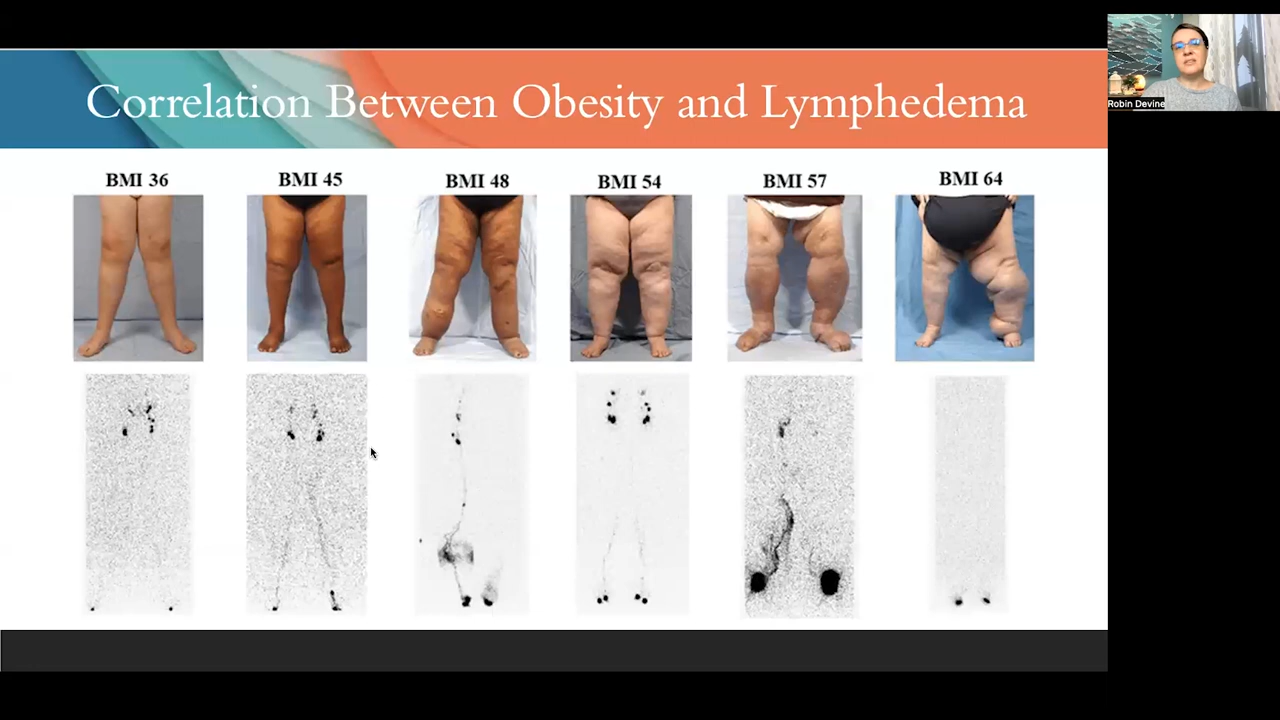 Correlation Between Obesity and Lymphedema
Robin Devine
BMI 36
BMI 45
BMI 48
BMI 54
BMI 57
BMI 64